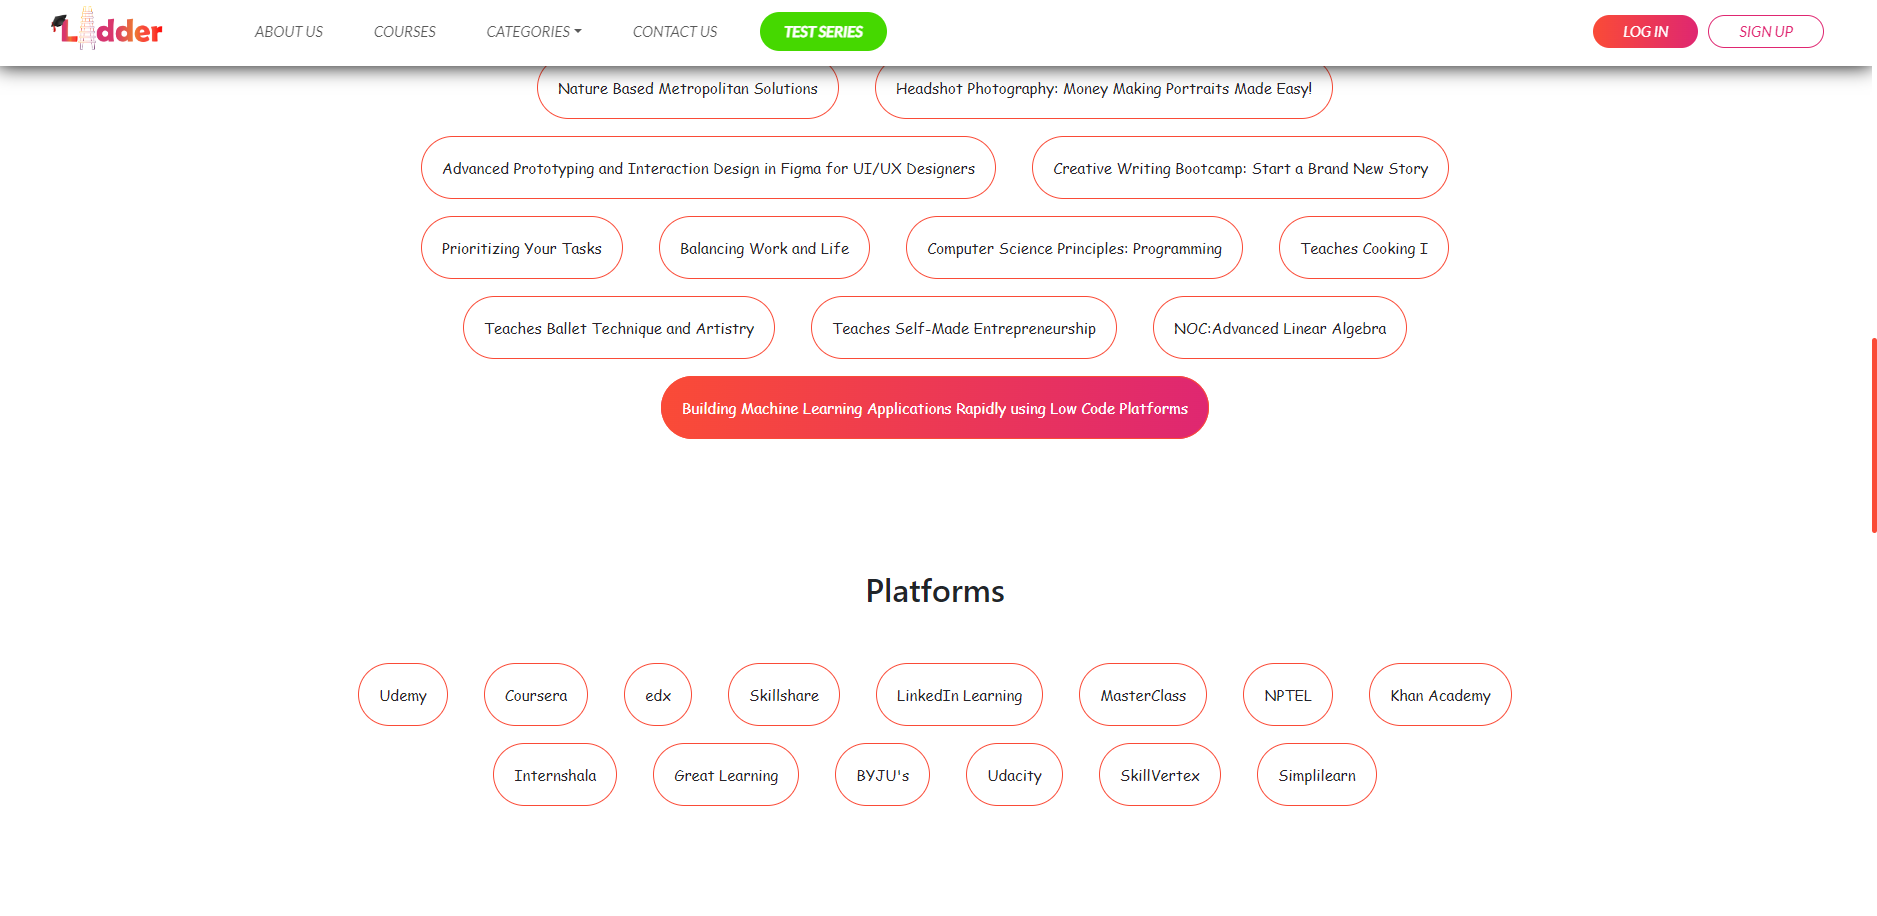 Ladder ABOUT US COURSES CATEGORIES CONTACT US TEST SERIES LOG IN SIGN UP
Nature Based Metropolitan Solutions Headshot Photography: Money Making Portraits Made Easy!
Advanced Prototyping and Interaction Design in Figma for UI/UX Designers Creative Writing Bootcamp: Start a Brand New Story
Prioritizing Your Tasks Balancing Work and Life Computer Science Principles: Programming Teaches Cooking I
Teaches Ballet Technique and Artistry Teaches Self-Made Entrepreneurship NOC:Advanced Linear Algebra
Building Machine Learning Applications Rapidly using Low Code Platforms
Platforms
Udemy Coursera edx Skillshare LinkedIn Learning MasterClass NPTEL Khan Academy
Internshala Great Learning BYJU's Udacity SkillVertex Simplilearn